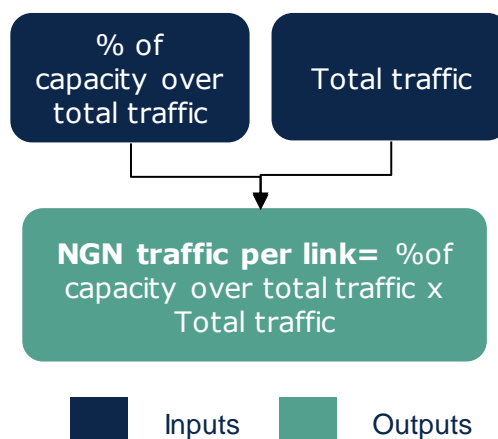 % of
capacity over
total traffic
Total traffic
NGN traffic per link= %of
capacity over total traffic x
Total traffic
Inputs
Outputs